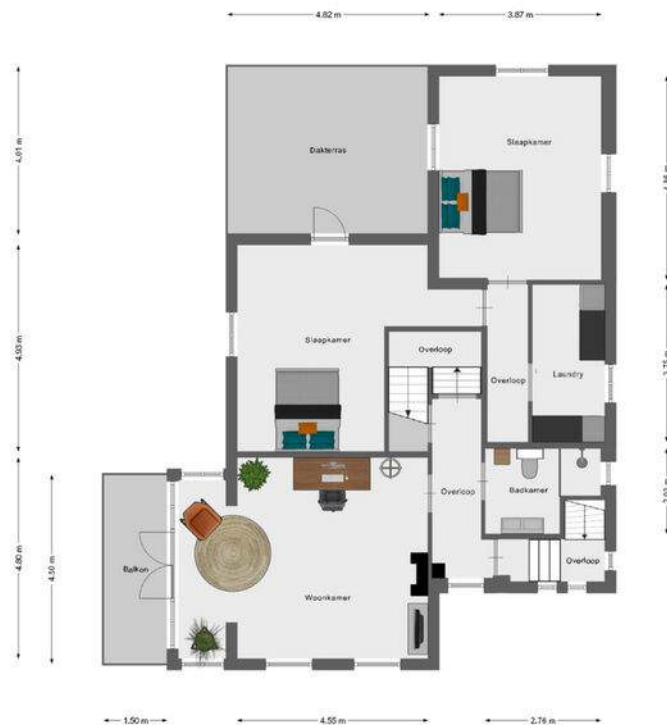 4.82 m
3.87 m
4.01 m
Dakterras
Slaapkamer
4.93 m
Slaapkamer
Overloop
Overloop
Laundry
4.80 m
4.50 m
Balkon
Woonkamer
Overloop
Badkamer
Overloop
1.50 m
4.55 m
2.76 m